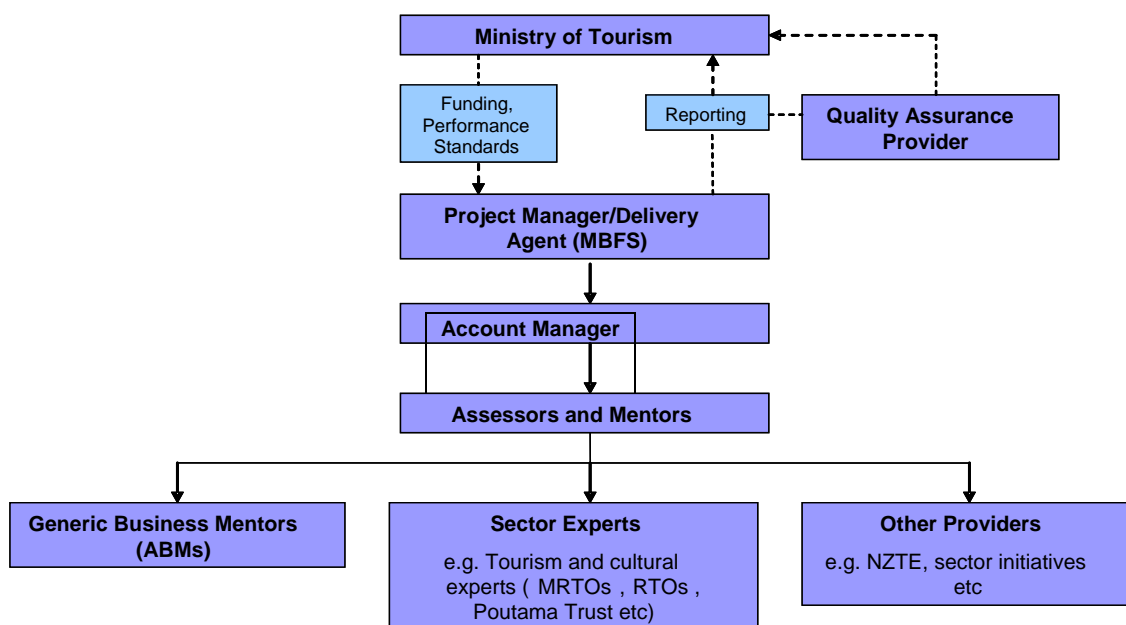 Ministry of Tourism
Funding,
Performance
Standards
Reporting
Quality Assurance
Provider
Project Manager/Delivery
Agent (MBFS)
Account Manager
Assessors and Mentors
Generic Business Mentors
(ABMs)
Sector Experts
e.g. Tourism and cultural
experts ( MRTOs , RTOs ,
Poutama Trust etc)
Other Providers
e.g. NZTE, sector initiatives
etc